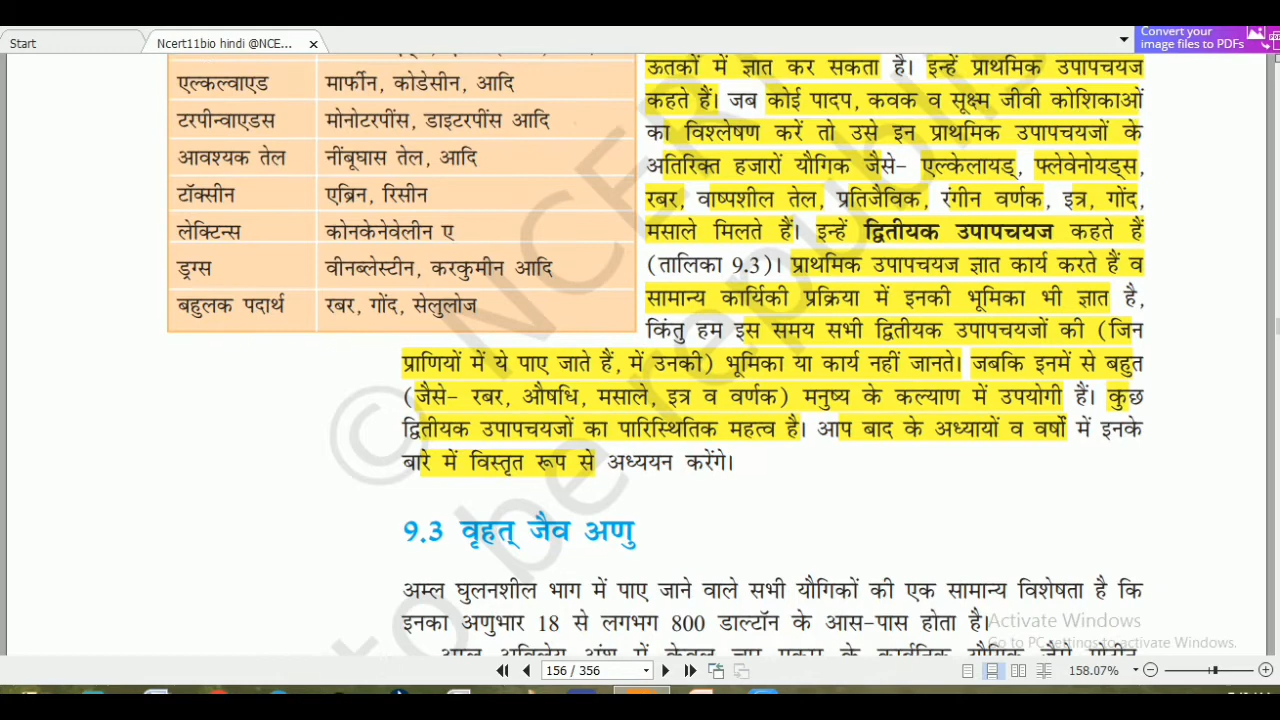 Start
Ncert11bio hindi @NCE...
Convert your
image files to PDFs
एल्कल्वाएड मार्फीन, कोडेसीन, आदि
टरपीन्वाएडस मोनोटरपींस, डाइटरपींस आदि
आवश्यक तेल नींबूघास तेल, आदि
टॉक्सीन एब्रिन, रिसीन
लेक्टिन्स कोनकेनेवेलीन ए
ड्रग्स वीनब्लेस्टीन, करकुमीन आदि
बहुलक पदार्थ रबर, गोंद, सेलुलोज
ऊतकों में ज्ञात कर सकता है। इन्हें प्राथमिक उपापचयज
कहते हैं। जब कोई पादप, कवक व सूक्ष्म जीवी कोशिकाओं
का विश्लेषण करें तो उसे इन प्राथमिक उपापचयजों के
अतिरिक्त हजारों यौगिक जैसे– एल्केलायड्, फ्लेवेनोयड्स,
रबर, वाष्पशील तेल, प्रतिजैविक, रंगीन वर्णक, इत्र, गोंद,
मसाले मिलते हैं। इन्हें द्वितीयक उपापचयज कहते हैं
(तालिका 9.3)। प्राथमिक उपापचयज ज्ञात कार्य करते हैं व
सामान्य कार्यिकी प्रक्रिया में इनकी भूमिका भी ज्ञात है,
किंतु हम इस समय सभी द्वितीयक उपापचयजों की (जिन
प्राणियों में ये पाए जाते हैं, में उनकी) भूमिका या कार्य नहीं जानते। जबकि इनमें से बहुत
(जैसे– रबर, औषधि, मसाले, इत्र व वर्णक) मनुष्य के कल्याण में उपयोगी हैं। कुछ
द्वितीयक उपापचयजों का पारिस्थितिक महत्व है। आप बाद के अध्यायों व वर्षों में इनके
बारे में विस्तृत रूप से अध्ययन करेंगे।
9.3 वृहत् जैव अणु
अम्ल घुलनशील भाग में पाए जाने वाले सभी यौगिकों की एक सामान्य विशेषता है कि
इनका अणुभार 18 से लगभग 800 डाल्टॉन के आस-पास होता है।
Activate Windows
Go to PC settings to activate Windows.
156 / 356
158.07%